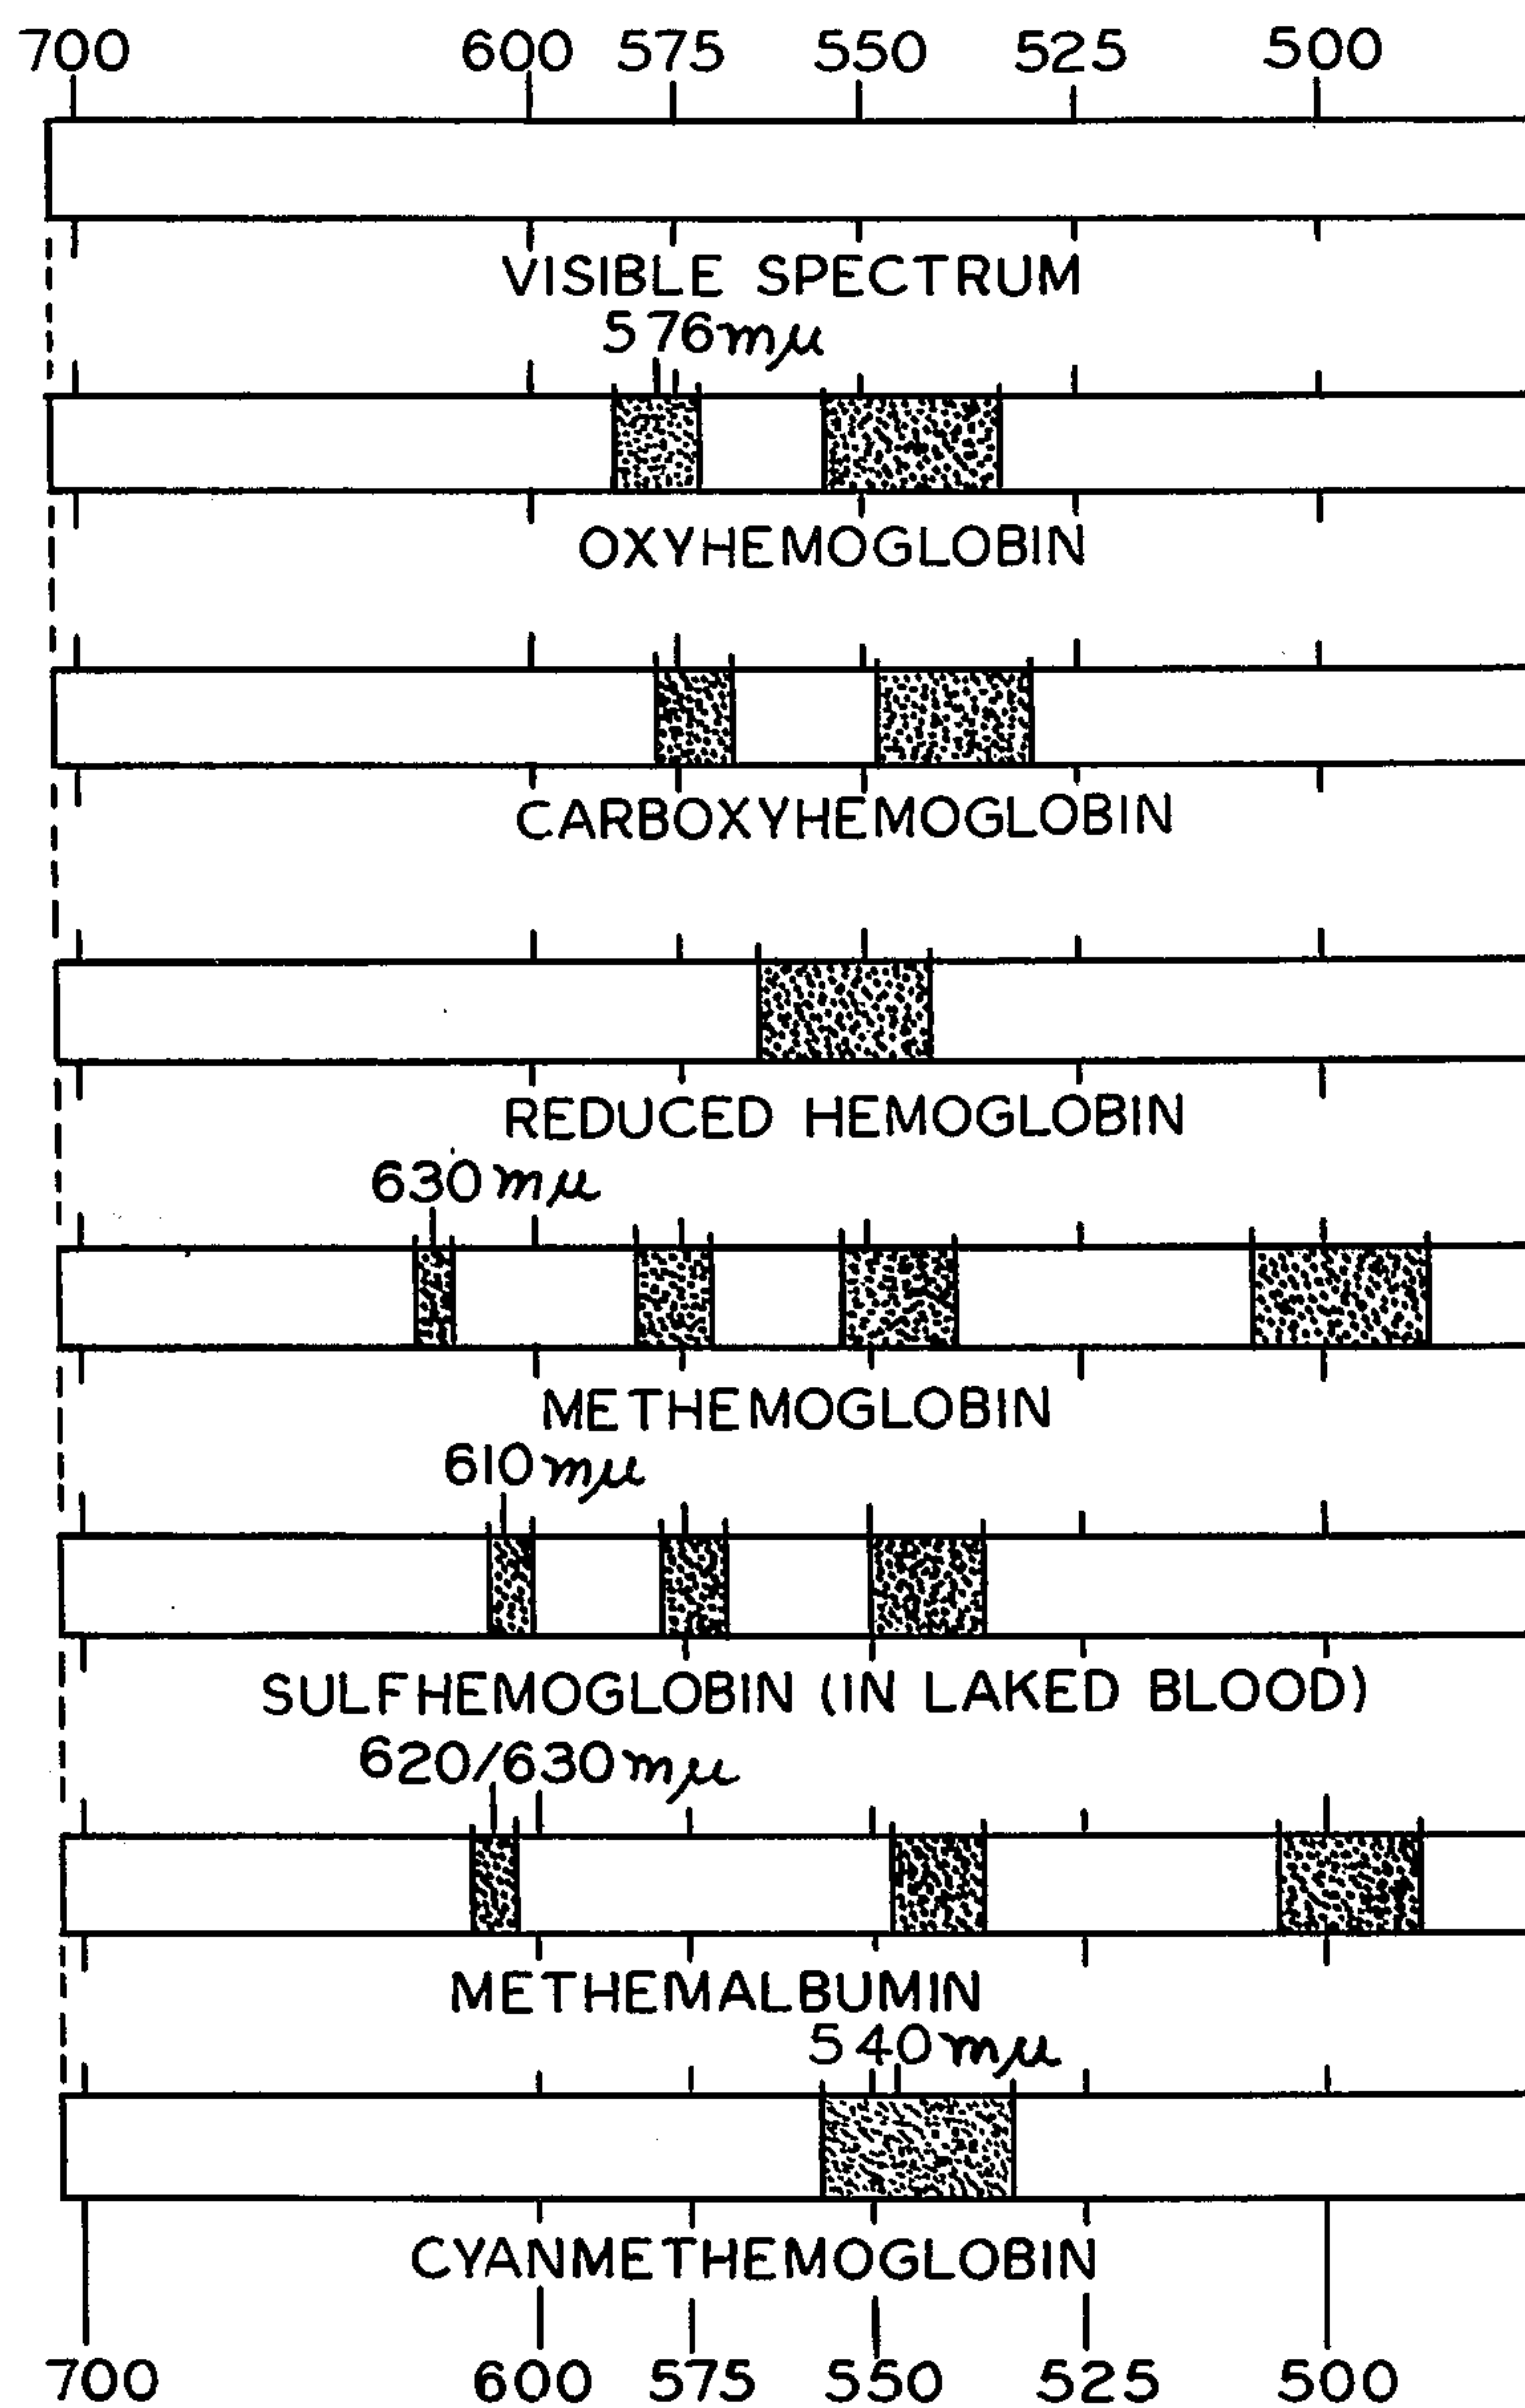 700 600 575 550 525 500
VISIBLE SPECTRUM
576mμ
OXYHEMOGLOBIN
CARBOXYHEMOGLOBIN
REDUCED HEMOGLOBIN
630mμ
METHEMOGLOBIN
610mμ
SULFHEMOGLOBIN (IN LAKED BLOOD)
620/630mμ
METHEMALBUMIN
540mμ
CYANMETHEMOGLOBIN
700 600 575 550 525 500